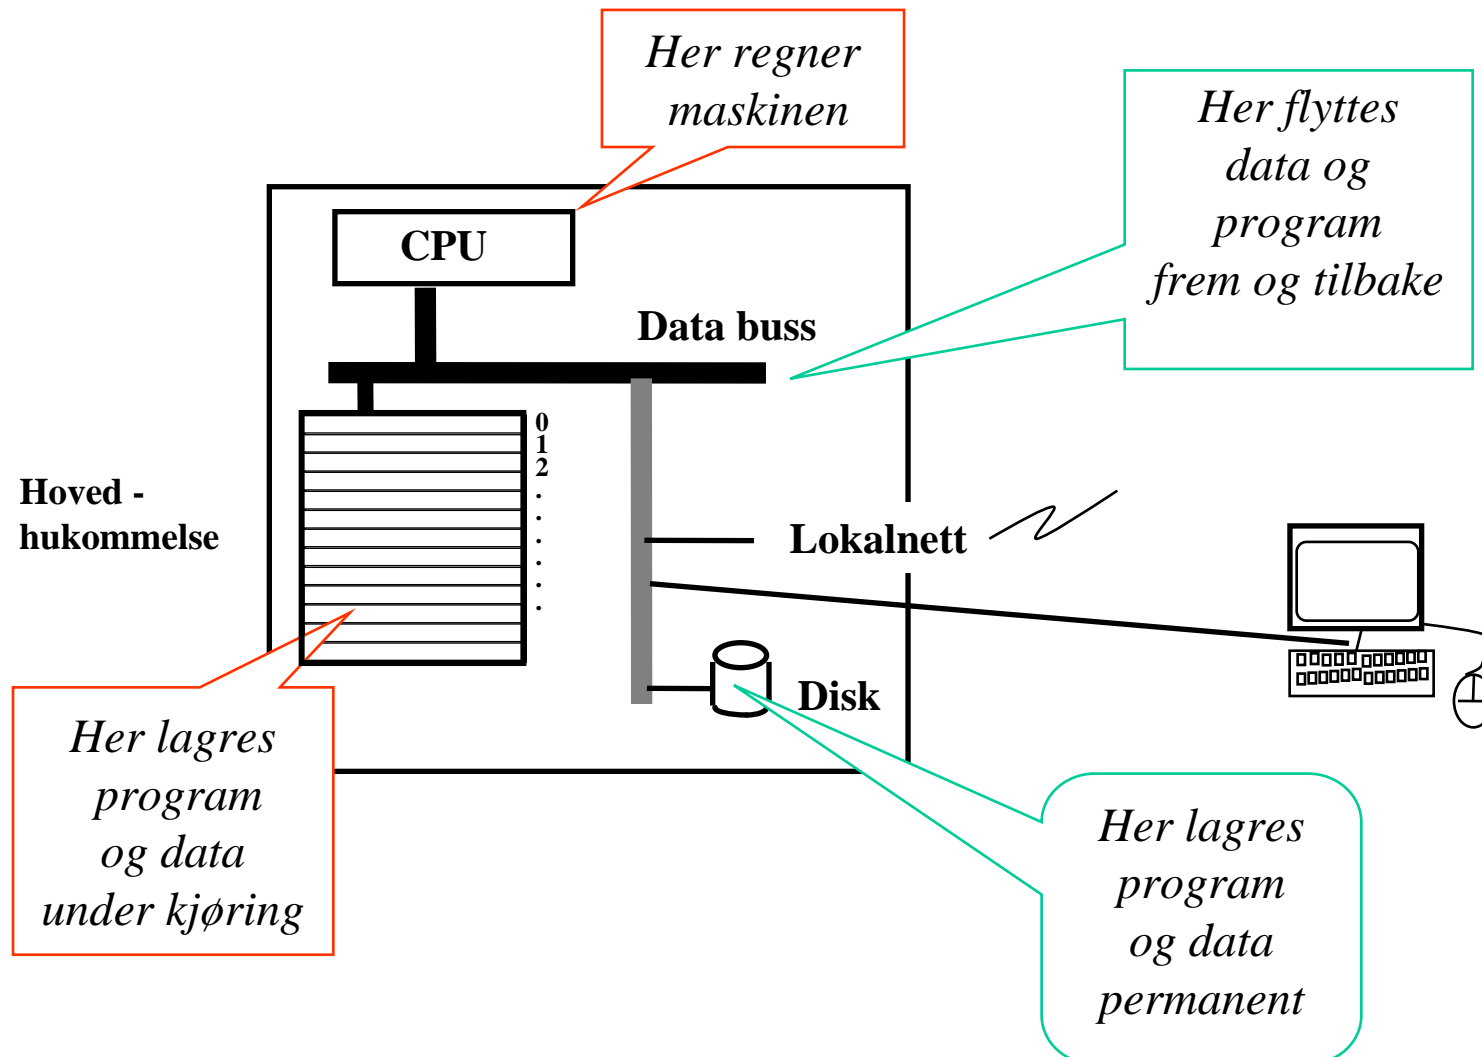 Her regner
maskinen
Her flyttes
data og
program
frem og tilbake
CPU
Data buss
0
1
2
.
.
.
.
.
.
.
Hoved -
hukommelse
Lokalnett
Disk
Her lagres
program
og data
under kjøring
Her lagres
program
og data
permanent